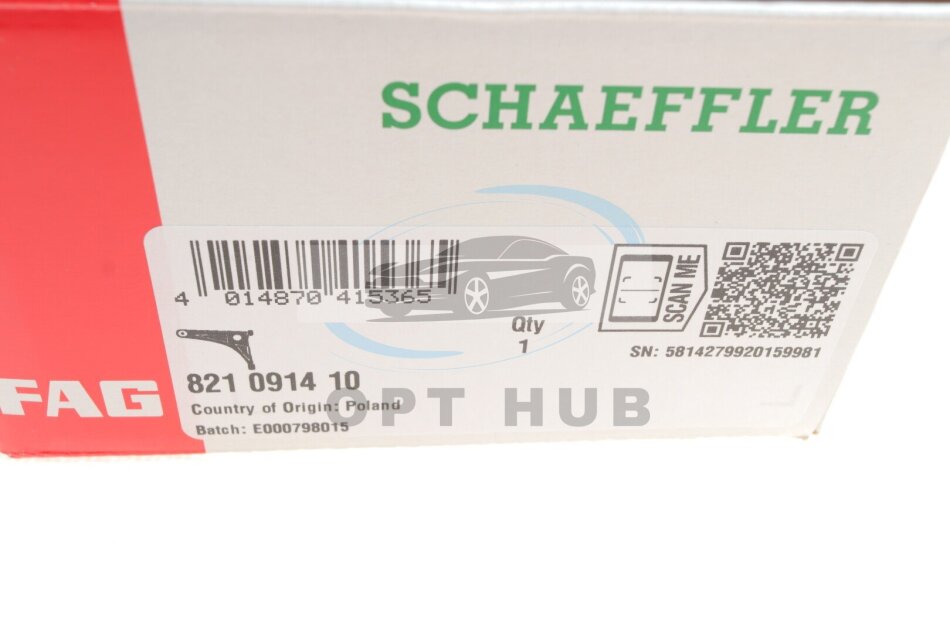 SCHAEFFLER
4 014870 415365
SCAN ME
Qty
1
SN: 5814279920159981
821 0914 10
Country of Origin: Poland
Batch: E000798015
FAG
OPT HUB